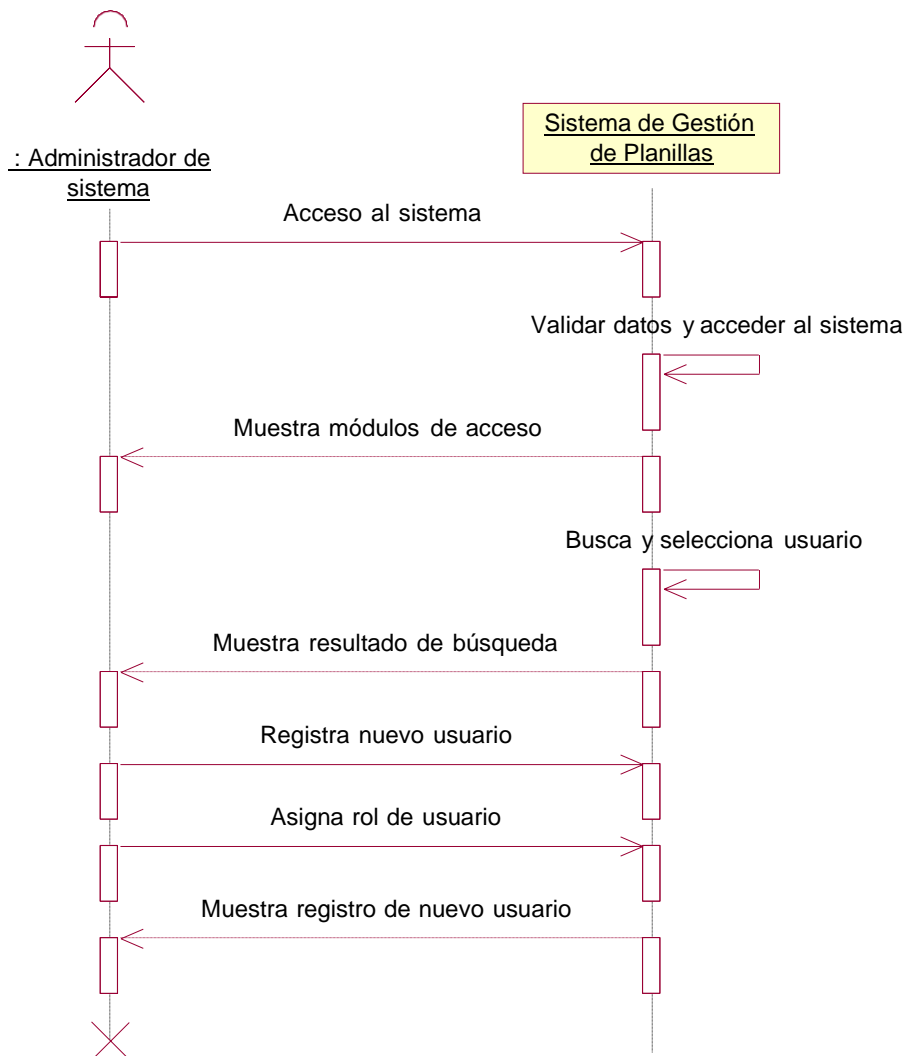 Sistema de Gestión
de Planillas
: Administrador de
sistema
Acceso al sistema
Validar datos y acceder al sistema
Muestra módulos de acceso
Busca y selecciona usuario
Muestra resultado de búsqueda
Registra nuevo usuario
Asigna rol de usuario
Muestra registro de nuevo usuario